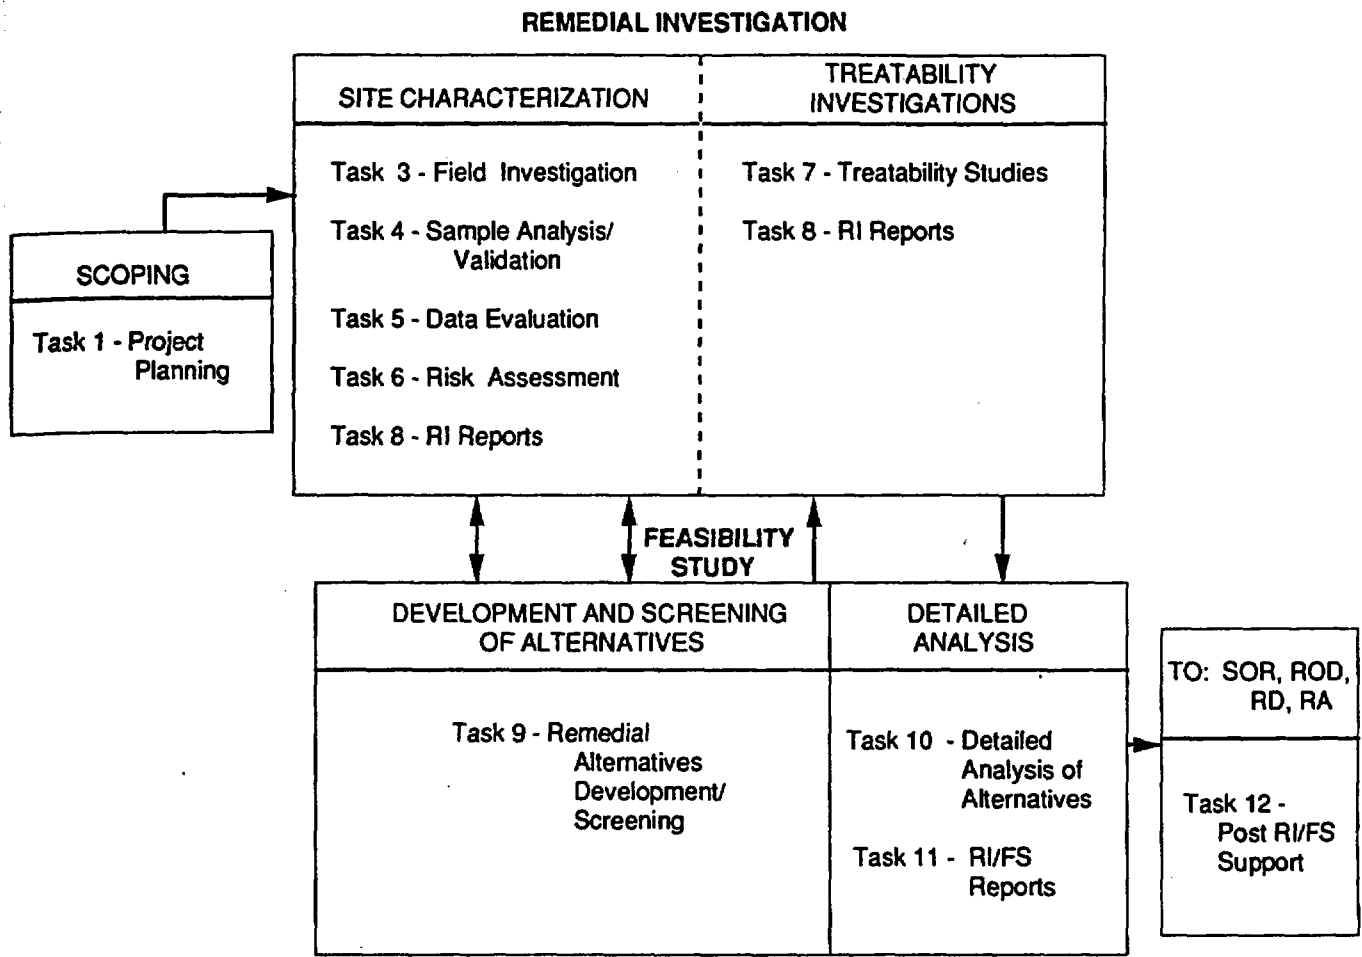 REMEDIAL INVESTIGATION
SITE CHARACTERIZATION
TREATABILITY
INVESTIGATIONS
Task 3 - Field Investigation
Task 4 - Sample Analysis/
Validation
Task 5 - Data Evaluation
Task 6 - Risk Assessment
Task 8 - RI Reports
Task 7 - Treatability Studies
Task 8 - RI Reports
SCOPING
Task 1 - Project
Planning
FEASIBILITY
STUDY
DEVELOPMENT AND SCREENING
OF ALTERNATIVES
Task 9 - Remedial
Alternatives
Development/
Screening
DETAILED
ANALYSIS
Task 10 - Detailed
Analysis of
Alternatives
Task 11 - RI/FS
Reports
TO: SOR, ROD,
RD, RA
Task 12 -
Post RI/FS
Support